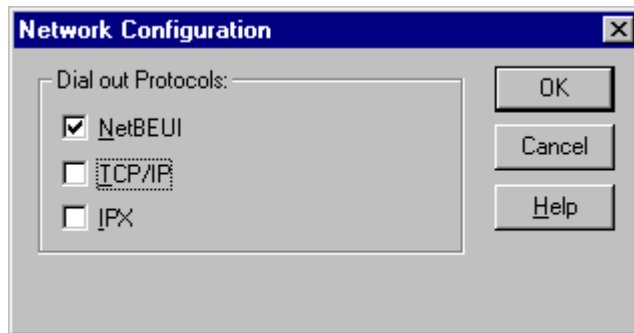 Network Configuration
Dial out Protocols:
NetBEUI
TCP/IP
IPX
OK
Cancel
Help